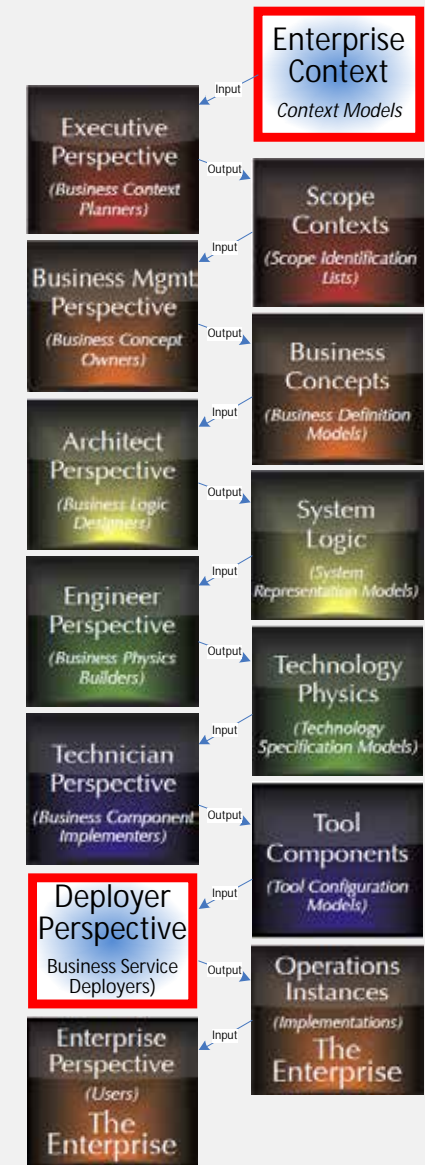 Enterprise
Context
Context Models
Input
Executive
Perspective
(Business Context
Planners)
Output
Scope
Contexts
(Scope Identification
Lists)
Input
Business Mgmt
Perspective
(Business Concept
Owners)
Output
Business
Concepts
(Business Definition
Models)
Input
Architect
Perspective
(Business Logic
Designers)
Output
System
Logic
(System
Representation Models)
Input
Engineer
Perspective
(Business Physics
Builders)
Output
Technology
Physics
(Technology
Specification Models)
Input
Technician
Perspective
(Business Component
Implementers)
Output
Tool
Components
(Tool Configuration
Models)
Input
Deployer
Perspective
Business Service
Deployers)
Output
Operations
Instances
(Implementations)
The
Enterprise
Input
Enterprise
Perspective
(Users)
The
Enterprise